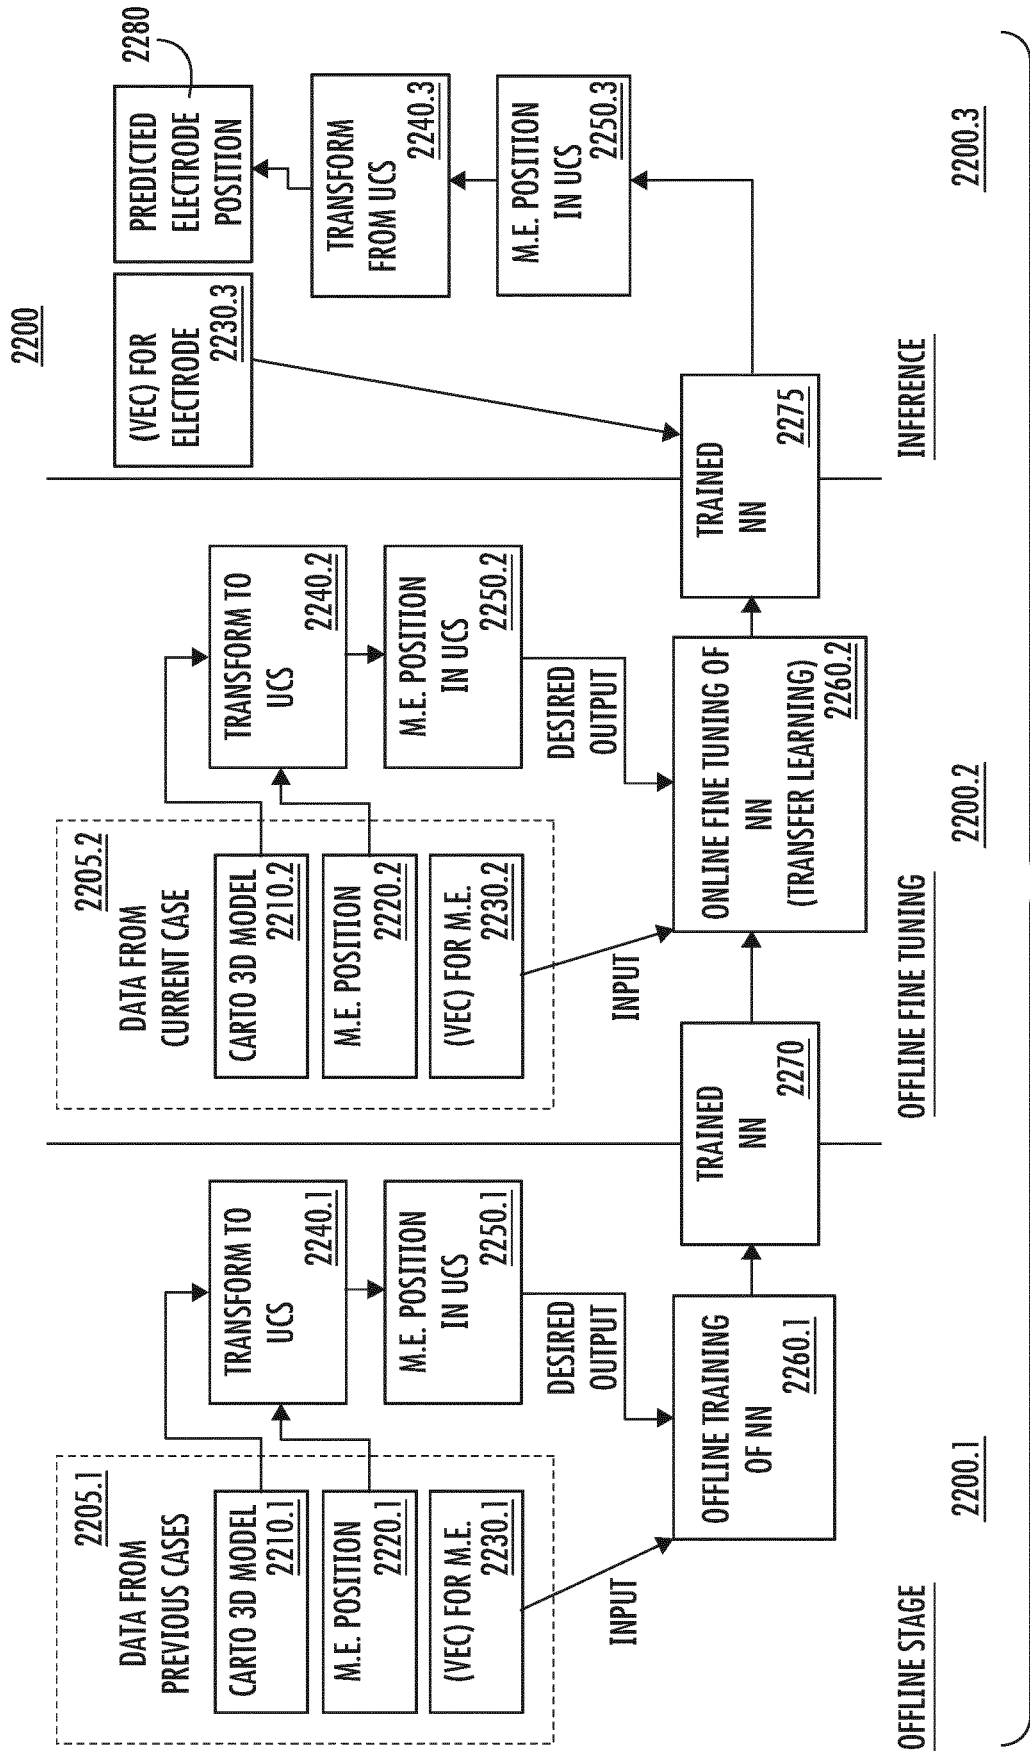 2200
2205.1
DATA FROM
PREVIOUS CASES
CARTO 3D MODEL
2210.1
M.E. POSITION
2220.1
(VEC) FOR M.E.
2230.1
TRANSFORM TO
UCS
2240.1
M.E. POSITION
IN UCS
2250.1
DESIRED
OUTPUT
INPUT
OFFLINE TRAINING
OF NN
2260.1
OFFLINE STAGE
2200.1
TRAINED
NN
2270
2205.2
DATA FROM
CURRENT CASE
CARTO 3D MODEL
2210.2
M.E. POSITION
2220.2
(VEC) FOR M.E.
2230.2
TRANSFORM TO
UCS
2240.2
M.E. POSITION
IN UCS
2250.2
DESIRED
OUTPUT
INPUT
ONLINE FINE TUNING OF
NN
(TRANSFER LEARNING)
2260.2
OFFLINE FINE TUNING
2200.2
TRAINED
NN
2275
(VEC) FOR
ELECTRODE
2230.3
PREDICTED
ELECTRODE
POSITION
2280
TRANSFORM
FROM UCS
2240.3
M.E. POSITION
IN UCS
2250.3
INFERENCE
2200.3